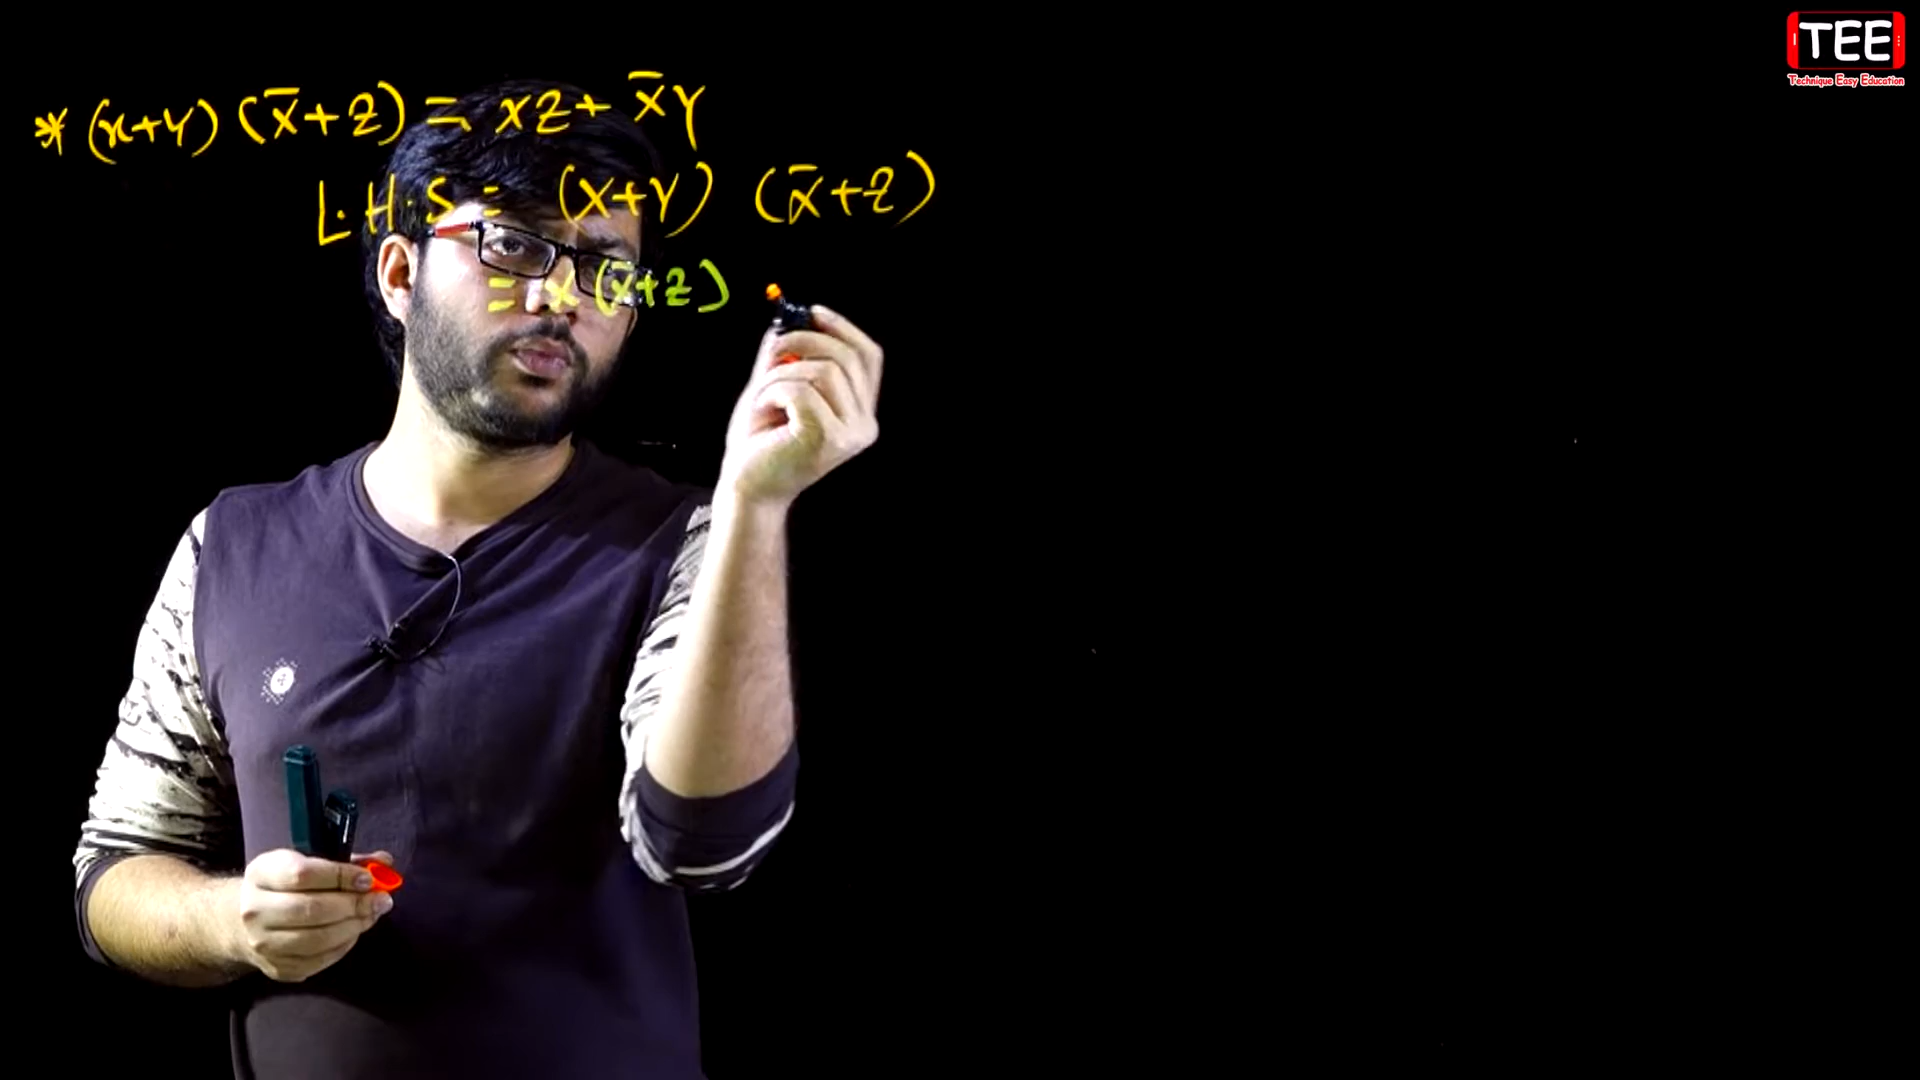 * (x+y) (x̄+z) = xz + x̄y
L.H.S = (x+y) (x̄+z)
= x (x̄+z)
TEE
Technique Easy Education